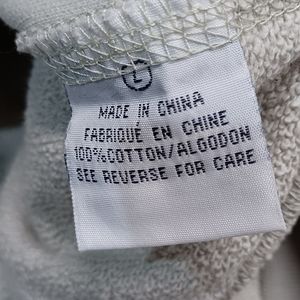 L
MADE IN CHINA
FABRIQUÉ EN CHINE
100%COTTON/ALGODON
SEE REVERSE FOR CARE